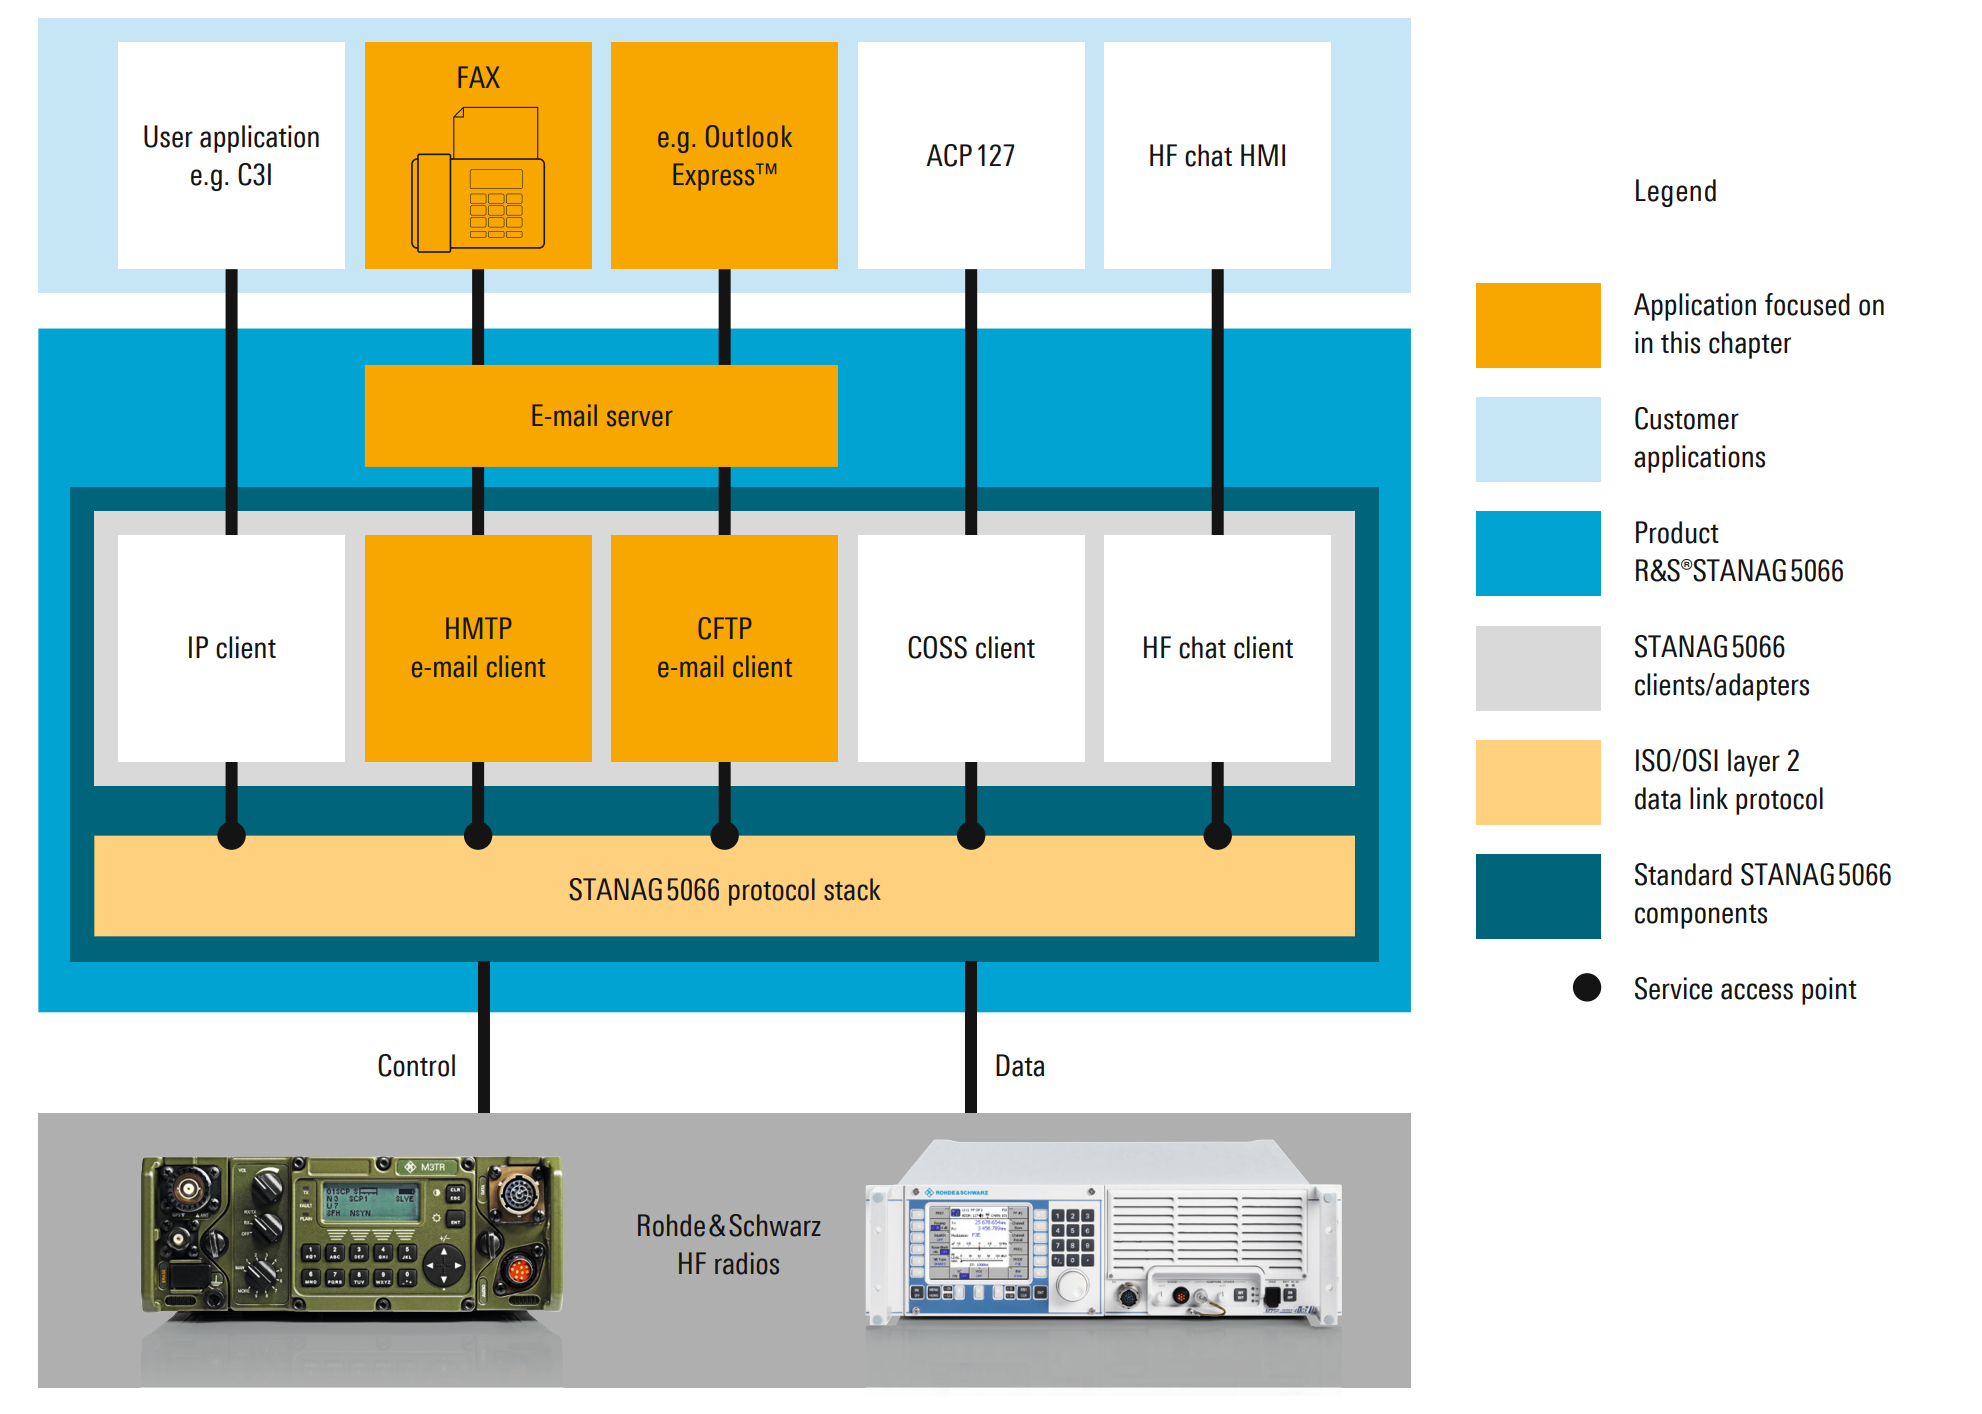 User application
e.g. C3I
FAX
e.g. Outlook
Express™
ACP 127
HF chat HMI
E-mail server
IP client
HMTP
e-mail client
CFTP
e-mail client
COSS client
HF chat client
STANAG 5066 protocol stack
Control
Data
M3TR
Rohde & Schwarz
HF radios
ROHDE & SCHWARZ
Legend
Application focused on
in this chapter
Customer
applications
Product
R&S®STANAG 5066
STANAG 5066
clients/adapters
ISO/OSI layer 2
data link protocol
Standard STANAG 5066
components
Service access point